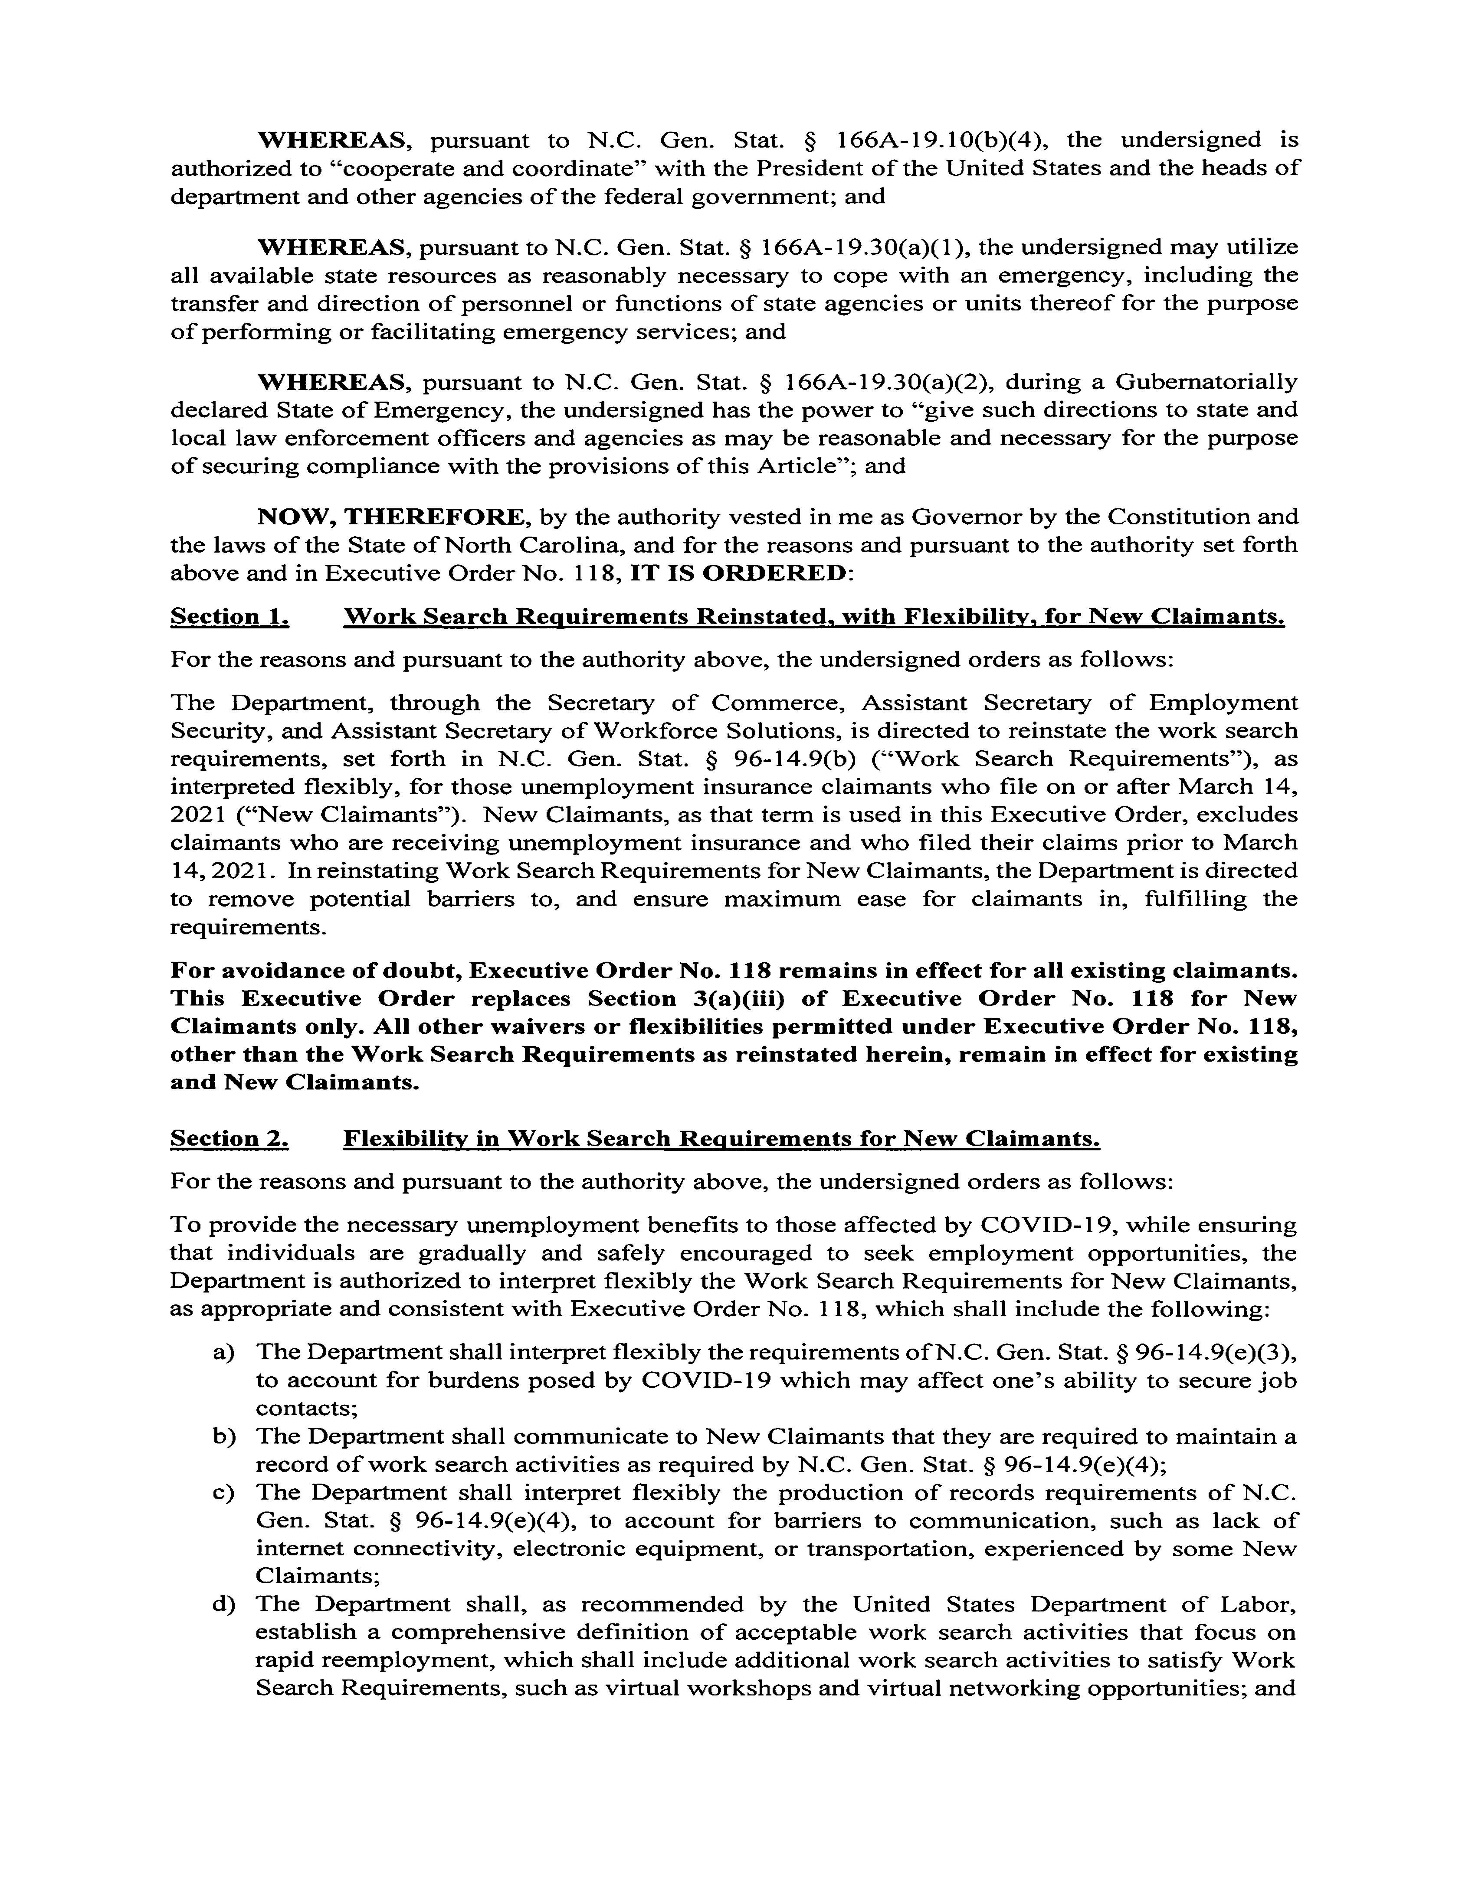 WHEREAS, pursuant to N.C. Gen. Stat. § 166A-19.10(b)(4), the undersigned is
authorized to “cooperate and coordinate” with the President of the United States and the heads of
department and other agencies of the federal government; and
WHEREAS, pursuant to N.C. Gen. Stat. § 166A-19.30(a)(1), the undersigned may utilize
all available state resources as reasonably necessary to cope with an emergency, including the
transfer and direction of personnel or functions of state agencies or units thereof for the purpose
of performing or facilitating emergency services; and
WHEREAS, pursuant to N.C. Gen. Stat. § 166A-19.30(a)(2), during a Gubernatorially
declared State of Emergency, the undersigned has the power to “give such directions to state and
local law enforcement officers and agencies as may be reasonable and necessary for the purpose
of securing compliance with the provisions of this Article”; and
NOW, THEREFORE, by the authority vested in me as Governor by the Constitution and
the laws of the State of North Carolina, and for the reasons and pursuant to the authority set forth
above and in Executive Order No. 118, IT IS ORDERED:
Section 1. Work Search Requirements Reinstated, with Flexibility, for New Claimants.
For the reasons and pursuant to the authority above, the undersigned orders as follows:
The Department, through the Secretary of Commerce, Assistant Secretary of Employment
Security, and Assistant Secretary of Workforce Solutions, is directed to reinstate the work search
requirements, set forth in N.C. Gen. Stat. § 96-14.9(b) (“Work Search Requirements”), as
interpreted flexibly, for those unemployment insurance claimants who file on or after March 14,
2021 (“New Claimants”). New Claimants, as that term is used in this Executive Order, excludes
claimants who are receiving unemployment insurance and who filed their claims prior to March
14, 2021. In reinstating Work Search Requirements for New Claimants, the Department is directed
to remove potential barriers to, and ensure maximum ease for claimants in, fulfilling the
requirements.
For avoidance of doubt, Executive Order No. 118 remains in effect for all existing claimants.
This Executive Order replaces Section 3(a)(iii) of Executive Order No. 118 for New
Claimants only. All other waivers or flexibilities permitted under Executive Order No. 118,
other than the Work Search Requirements as reinstated herein, remain in effect for existing
and New Claimants.
Section 2. Flexibility in Work Search Requirements for New Claimants.
For the reasons and pursuant to the authority above, the undersigned orders as follows:
To provide the necessary unemployment benefits to those affected by COVID-19, while ensuring
that individuals are gradually and safely encouraged to seek employment opportunities, the
Department is authorized to interpret flexibly the Work Search Requirements for New Claimants,
as appropriate and consistent with Executive Order No. 118, which shall include the following:
a) The Department shall interpret flexibly the requirements of N.C. Gen. Stat. § 96-14.9(e)(3),
to account for burdens posed by COVID-19 which may affect one’s ability to secure job
contacts;
b) The Department shall communicate to New Claimants that they are required to maintain a
record of work search activities as required by N.C. Gen. Stat. § 96-14.9(e)(4);
c) The Department shall interpret flexibly the production of records requirements of N.C.
Gen. Stat. § 96-14.9(e)(4), to account for barriers to communication, such as lack of
internet connectivity, electronic equipment, or transportation, experienced by some New
Claimants;
d) The Department shall, as recommended by the United States Department of Labor,
establish a comprehensive definition of acceptable work search activities that focus on
rapid reemployment, which shall include additional work search activities to satisfy Work
Search Requirements, such as virtual workshops and virtual networking opportunities; and